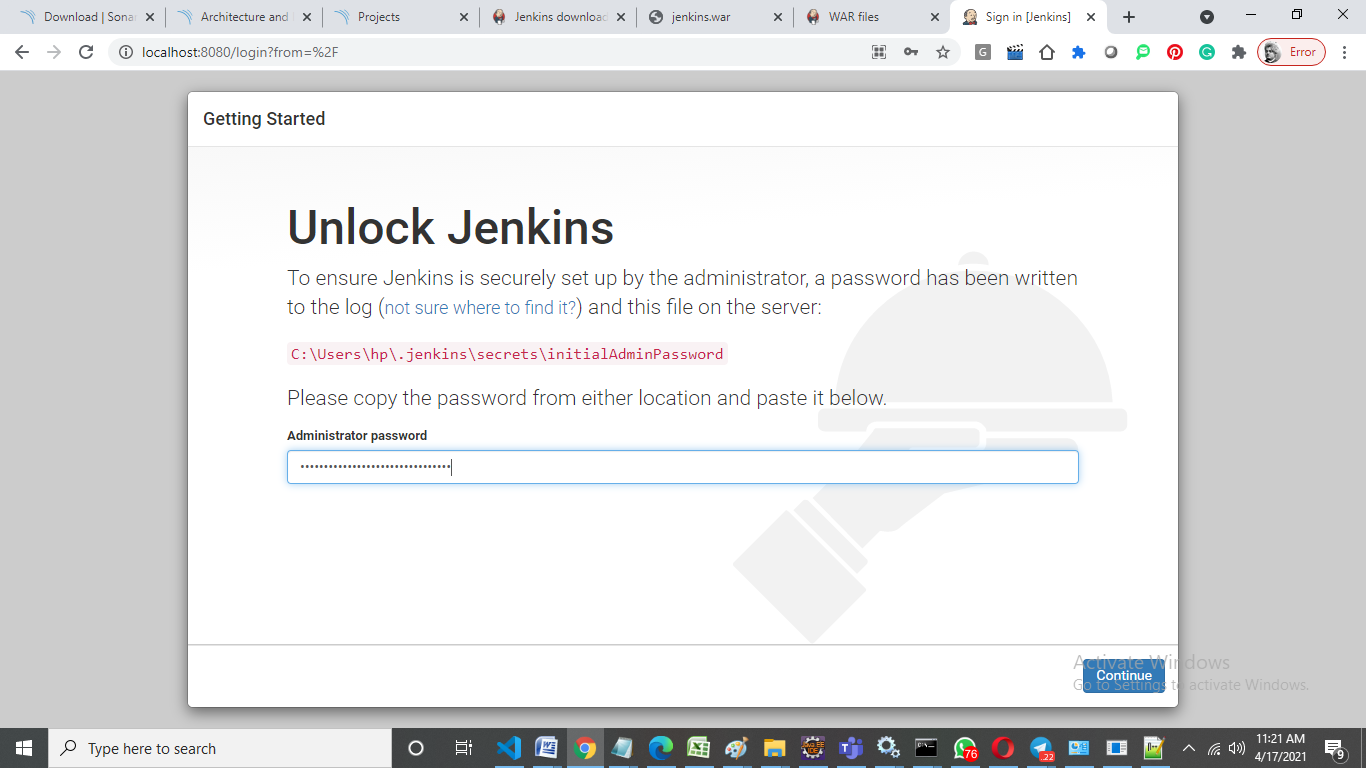 Download | Sona
Architecture and
Projects
Jenkins download
jenkins.war
WAR files
Sign in [Jenkins]
localhost:8080/login?from=%2F
G
Error
Getting Started
Unlock Jenkins
To ensure Jenkins is securely set up by the administrator, a password has been written
to the log (not sure where to find it?) and this file on the server:
C:\Users\hp\.jenkins\secrets\initialAdminPassword
Please copy the password from either location and paste it below.
Administrator password
Continue
Activate Windows
Go to Settings to activate Windows.
Type here to search
76
22
11:21 AM
4/17/2021
9